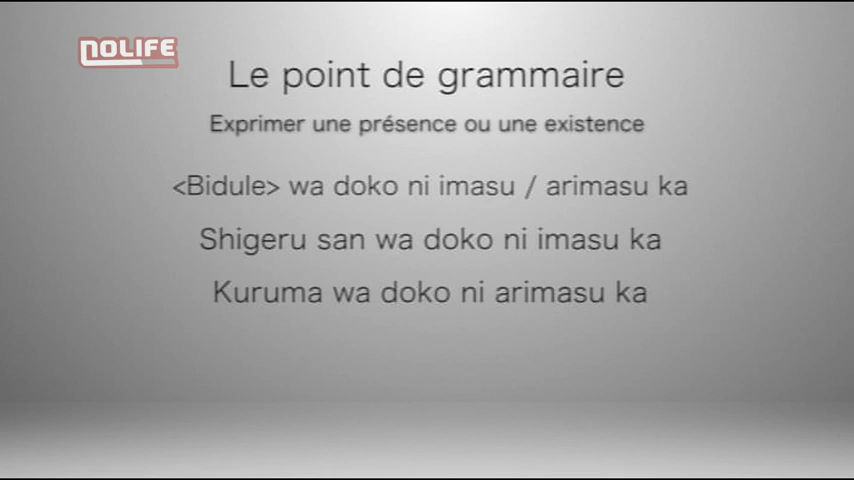 NOLIFE
Le point de grammaire
Exprimer une présence ou une existence
<Bidule> wa doko ni imasu / arimasu ka
Shigeru san wa doko ni imasu ka
Kuruma wa doko ni arimasu ka